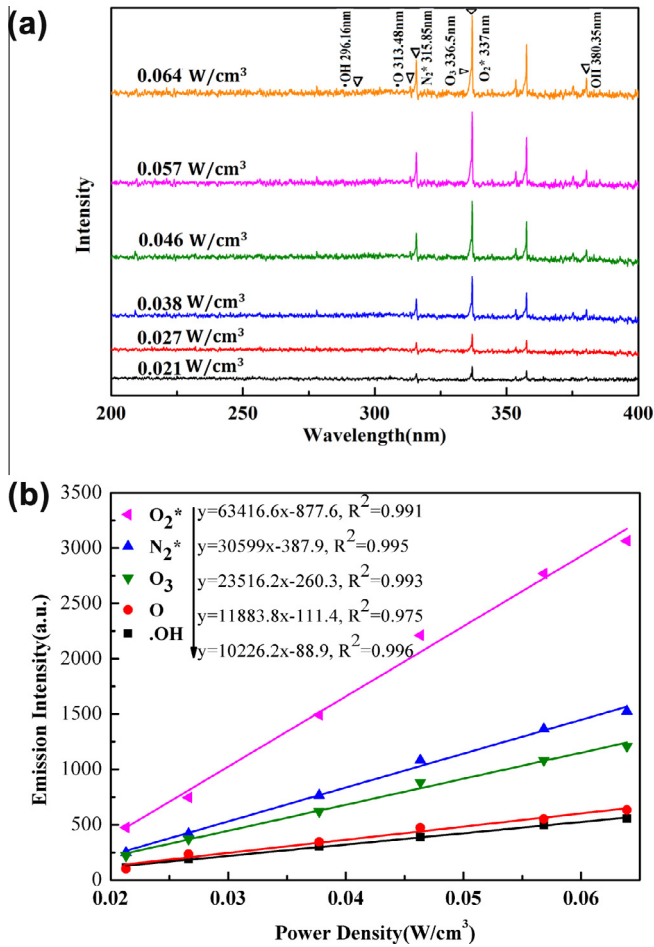 (a)
·OH 296.16nm
·O 313.48nm
N₂* 315.85nm
O₃ 336.5nm
O₂* 337nm
OH 380.35nm
0.064 W/cm³
0.057 W/cm³
0.046 W/cm³
0.038 W/cm³
0.027 W/cm³
0.021 W/cm³
Intensity
200 250 300 350 400
Wavelength(nm)
(b)
3500
3000
2500
2000
1500
1000
500
0
Emission Intensity(a.u.)
O₂* y=63416.6x-877.6, R²=0.991
N₂* y=30599x-387.9, R²=0.995
O₃ y=23516.2x-260.3, R²=0.993
O y=11883.8x-111.4, R²=0.975
.OH y=10226.2x-88.9, R²=0.996
0.02 0.03 0.04 0.05 0.06
Power Density(W/cm³)